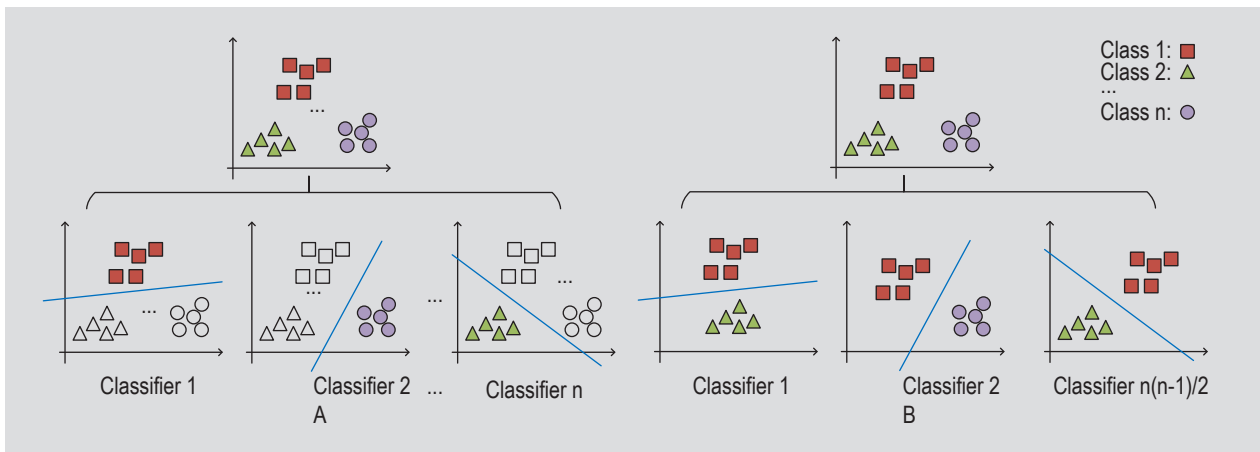 Class 1:
Class 2:
...
Class n:
...
...
...
...
...
Classifier 1
Classifier 2
...
Classifier n
A
Classifier 1
Classifier 2
Classifier n(n-1)/2
B